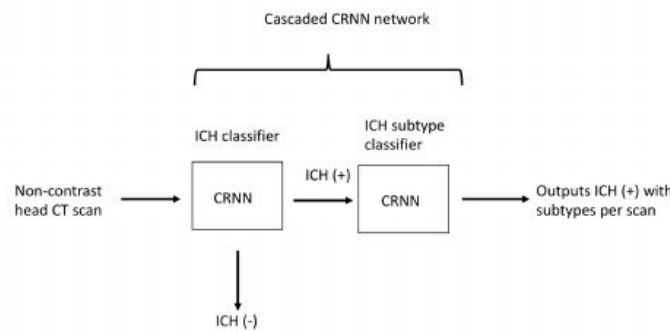 Cascaded CRNN network
ICH classifier
ICH subtype
classifier
Non-contrast
head CT scan
CRNN
ICH (+)
CRNN
Outputs ICH (+) with
subtypes per scan
ICH (-)